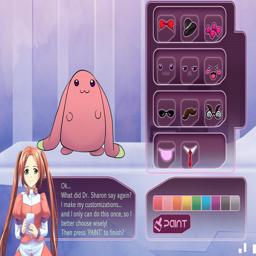 Ok...
What did Dr. Sharon say again?
I make my customizations...
and I only can do this once, so I
better choose wisely!
Then press 'PAINT' to finish?
PAINT